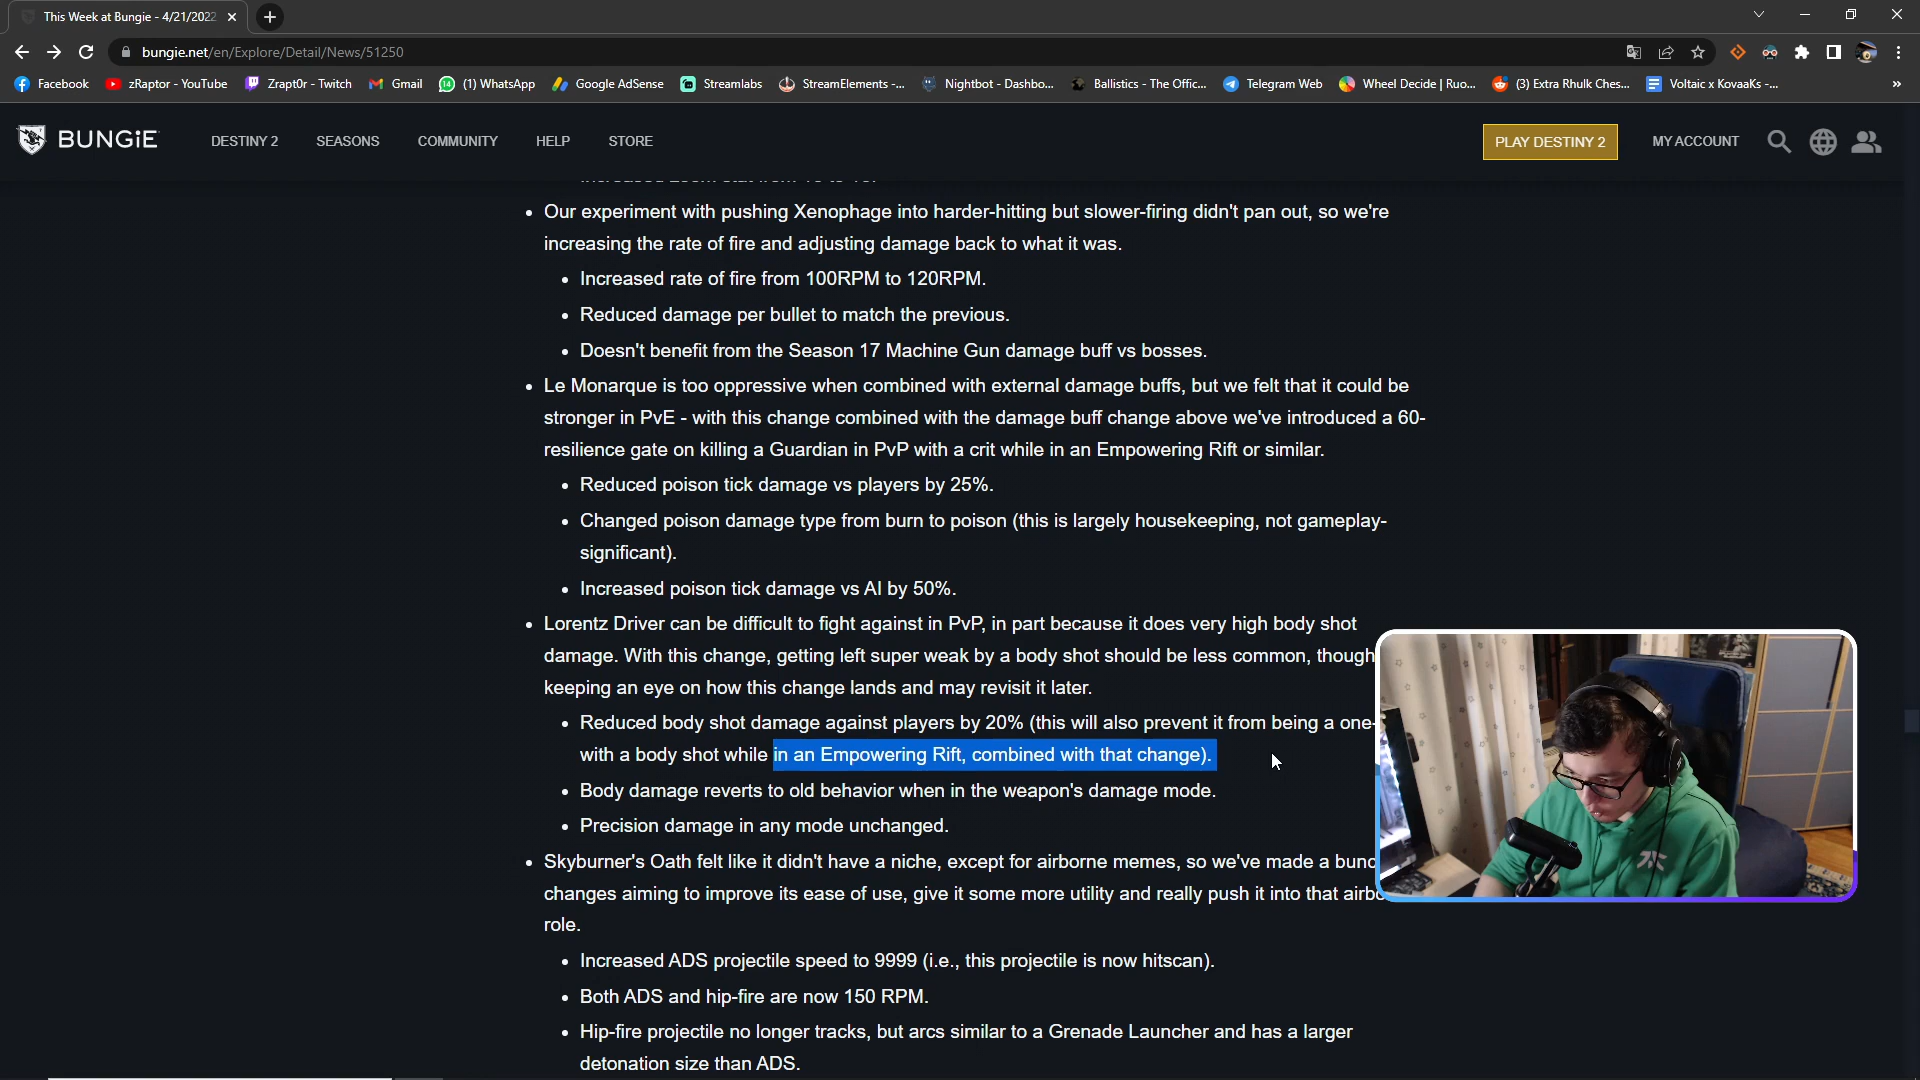 This Week at Bungie - 4/21/2022
bungie.net/en/Explore/Detail/News/51250
Facebook zRaptor - YouTube Zrapt0r - Twitch Gmail (1) WhatsApp Google AdSense Streamlabs StreamElements -... Nightbot - Dashbo... Ballistics - The Offic... Telegram Web Wheel Decide | Ruo... (3) Extra Rhulk Ches... Voltaic x KovaaKs -... »
BUNGiE DESTINY 2 SEASONS COMMUNITY HELP STORE PLAY DESTINY 2 MY ACCOUNT
• Our experiment with pushing Xenophage into harder-hitting but slower-firing didn't pan out, so we're
increasing the rate of fire and adjusting damage back to what it was.
• Increased rate of fire from 100RPM to 120RPM.
• Reduced damage per bullet to match the previous.
• Doesn't benefit from the Season 17 Machine Gun damage buff vs bosses.
• Le Monarque is too oppressive when combined with external damage buffs, but we felt that it could be
stronger in PvE - with this change combined with the damage buff change above we've introduced a 60-
resilience gate on killing a Guardian in PvP with a crit while in an Empowering Rift or similar.
• Reduced poison tick damage vs players by 25%.
• Changed poison damage type from burn to poison (this is largely housekeeping, not gameplay-
significant).
• Increased poison tick damage vs AI by 50%.
• Lorentz Driver can be difficult to fight against in PvP, in part because it does very high body shot
damage. With this change, getting left super weak by a body shot should be less common, though
keeping an eye on how this change lands and may revisit it later.
• Reduced body shot damage against players by 20% (this will also prevent it from being a one-
with a body shot while in an Empowering Rift, combined with that change).
• Body damage reverts to old behavior when in the weapon's damage mode.
• Precision damage in any mode unchanged.
• Skyburner's Oath felt like it didn't have a niche, except for airborne memes, so we've made a
changes aiming to improve its ease of use, give it some more utility and really push it into that
role.
• Increased ADS projectile speed to 9999 (i.e., this projectile is now hitscan).
• Both ADS and hip-fire are now 150 RPM.
• Hip-fire projectile no longer tracks, but arcs similar to a Grenade Launcher and has a larger
detonation size than ADS.